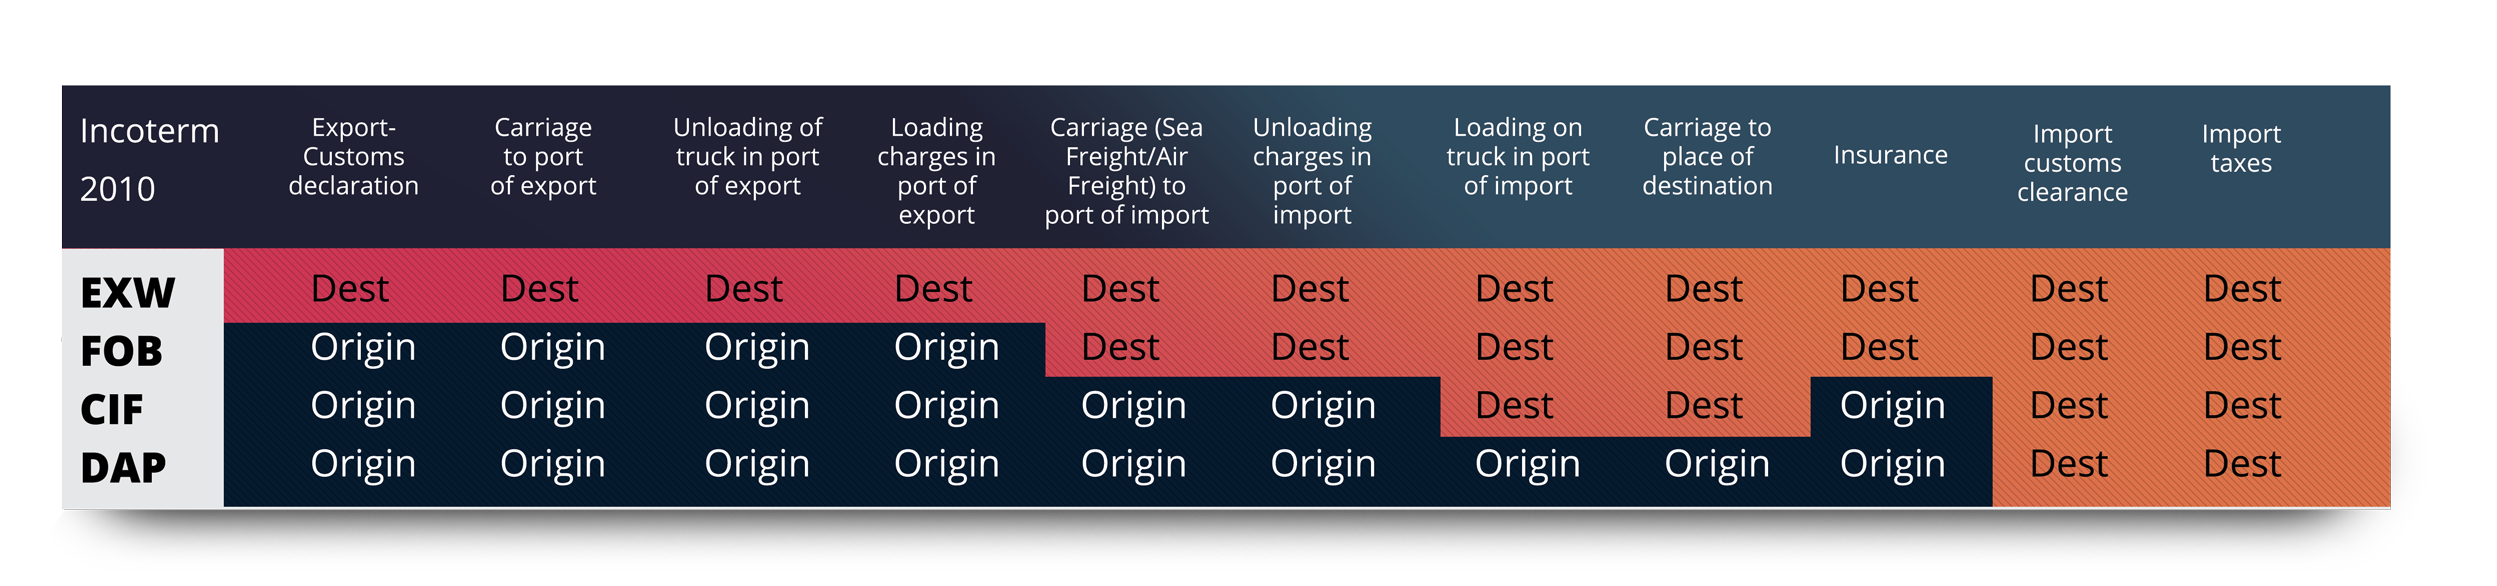 Incoterm
2010
Export-
Customs
declaration
Carriage
to port
of export
Unloading of
truck in port
of export
Loading
charges in
port of
export
Carriage (Sea
Freight/Air
Freight) to
port of import
Unloading
charges in
port of
import
Loading on
truck in port
of import
Carriage to
place of
destination
Insurance
Import
customs
clearance
Import
taxes
EXW Dest Dest Dest Dest Dest Dest Dest Dest Dest Dest Dest
FOB Origin Origin Origin Origin Dest Dest Dest Dest Dest Dest Dest
CIF Origin Origin Origin Origin Origin Origin Dest Dest Origin Dest Dest
DAP Origin Origin Origin Origin Origin Origin Origin Origin Origin Dest Dest